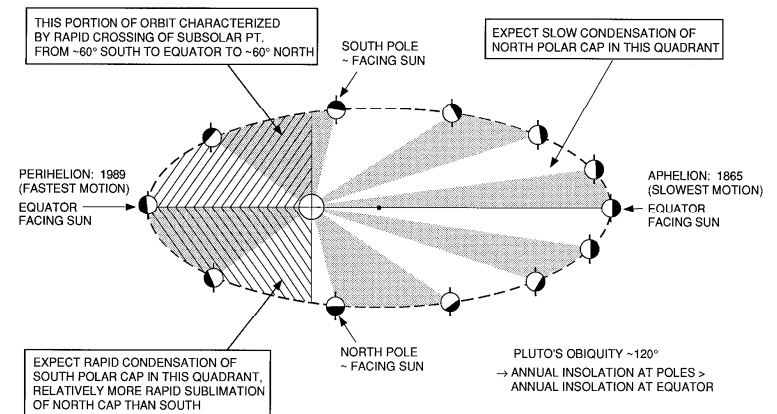 THIS PORTION OF ORBIT CHARACTERIZED
BY RAPID CROSSING OF SUBSOLAR PT.
FROM ~60° SOUTH TO EQUATOR TO ~60° NORTH
SOUTH POLE
~ FACING SUN
EXPECT SLOW CONDENSATION OF
NORTH POLAR CAP IN THIS QUADRANT
PERIHELION: 1989
(FASTEST MOTION)
EQUATOR
FACING SUN
APHELION: 1865
(SLOWEST MOTION)
EQUATOR
FACING SUN
EXPECT RAPID CONDENSATION OF
SOUTH POLAR CAP IN THIS QUADRANT,
RELATIVELY MORE RAPID SUBLIMATION
OF NORTH CAP THAN SOUTH
NORTH POLE
~ FACING SUN
PLUTO'S OBIQUITY ~120°
→ ANNUAL INSOLATION AT POLES >
ANNUAL INSOLATION AT EQUATOR